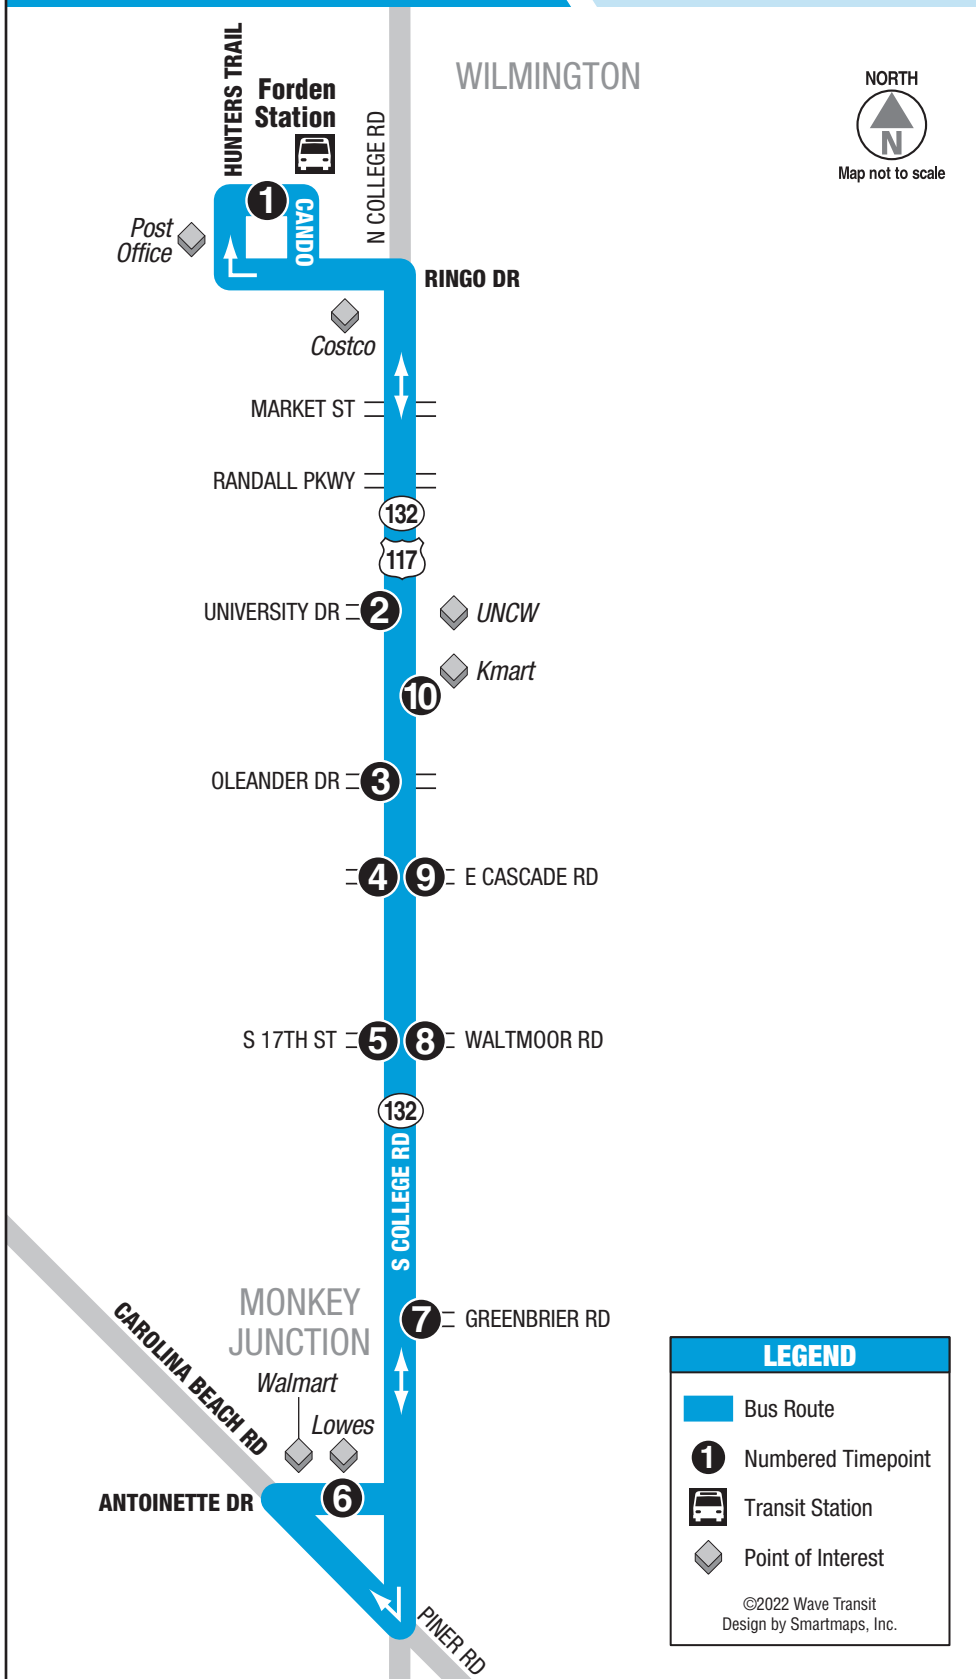 WILMINGTON
NORTH
N
Map not to scale
HUNTERS TRAIL
Forden
Station
N COLLEGE RD
1
CANDO
Post
Office
RINGO DR
Costco
MARKET ST
RANDALL PKWY
132
117
UNIVERSITY DR
2
UNCW
Kmart
10
OLEANDER DR
3
4
9
E CASCADE RD
S 17TH ST
5
8
WALTMOOR RD
132
S COLLEGE RD
MONKEY
JUNCTION
7
GREENBRIER RD
CAROLINA BEACH RD
Walmart
Lowes
ANTOINETTE DR
6
PINER RD
LEGEND
Bus Route
1
Numbered Timepoint
Transit Station
Point of Interest
©2022 Wave Transit
Design by Smartmaps, Inc.